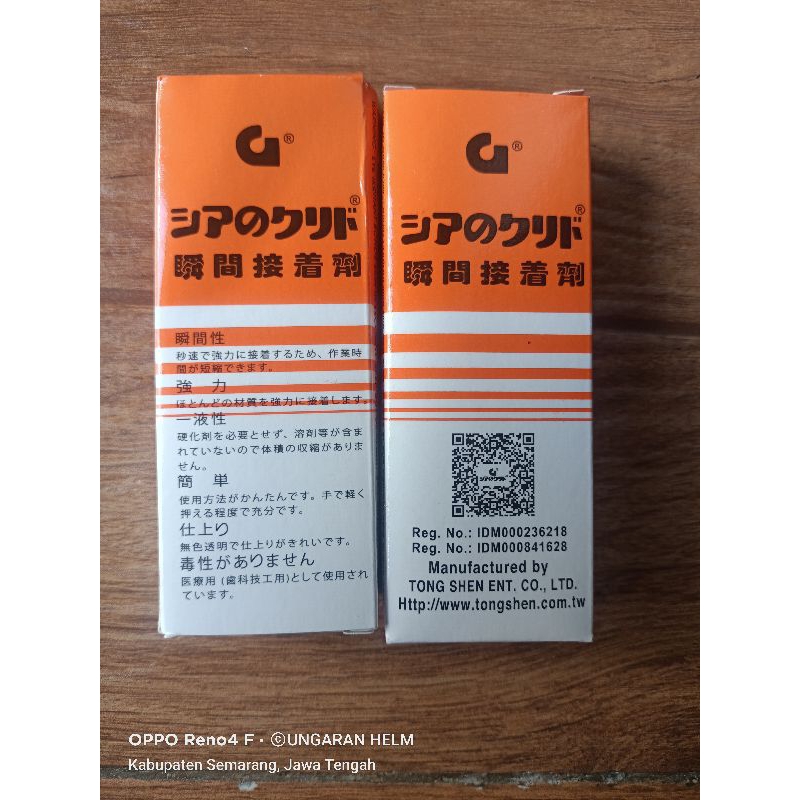 G®
シアノクリド®
瞬間接着劑
瞬間性
秒速で強力に接着するため、作業時
間が短縮できます。
強 力
ほとんどの材質を強力に接着します。
一液性
硬化剤を必要とせず、溶剤等が含ま
れていないので体積の収縮がありま
せん。
簡 単
使用方法がかんたんです。手で軽く
押える程度で充分です。
仕上り
無色透明で仕上りがきれいです。
毒性がありません
医療用(歯科技工用)として使用され
ています。
G®
シアノクリド®
瞬間接着劑
Reg. No.: IDM000236218
Reg. No.: IDM000841628
Manufactured by
TONG SHEN ENT. CO., LTD.
Http://www.tongshen.com.tw
OPPO Reno4 F · ©UNGARAN HELM
Kabupaten Semarang, Jawa Tengah